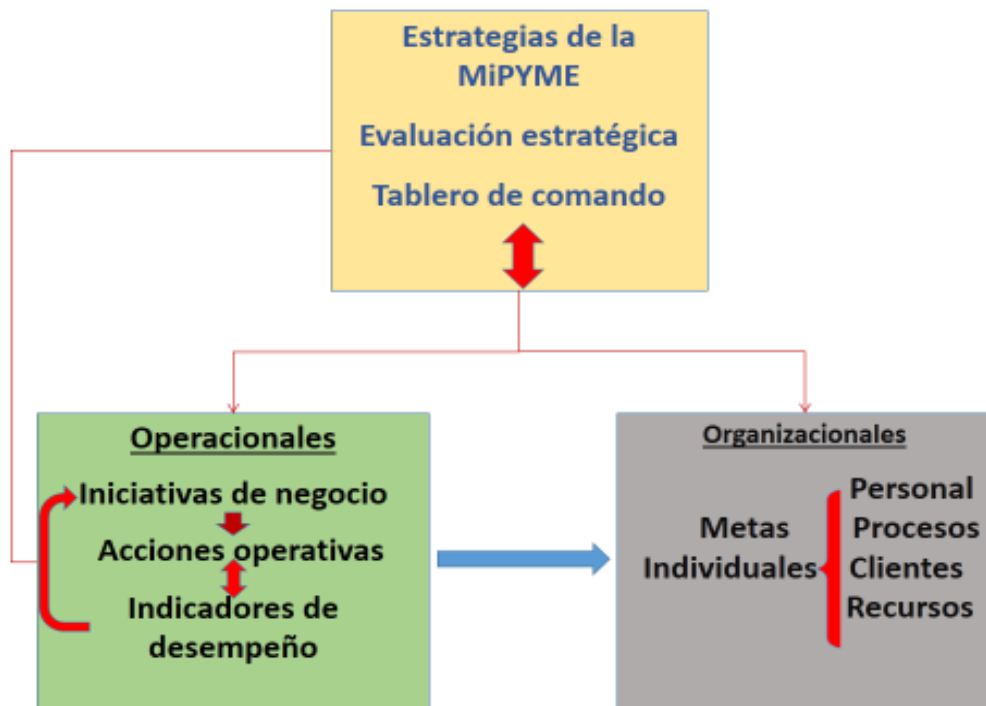 Estrategias de la
MiPYME
Evaluación estratégica
Tablero de comando
Operacionales
Iniciativas de negocio
Acciones operativas
Indicadores de
desempeño
Organizacionales
Metas
Individuales
Personal
Procesos
Clientes
Recursos